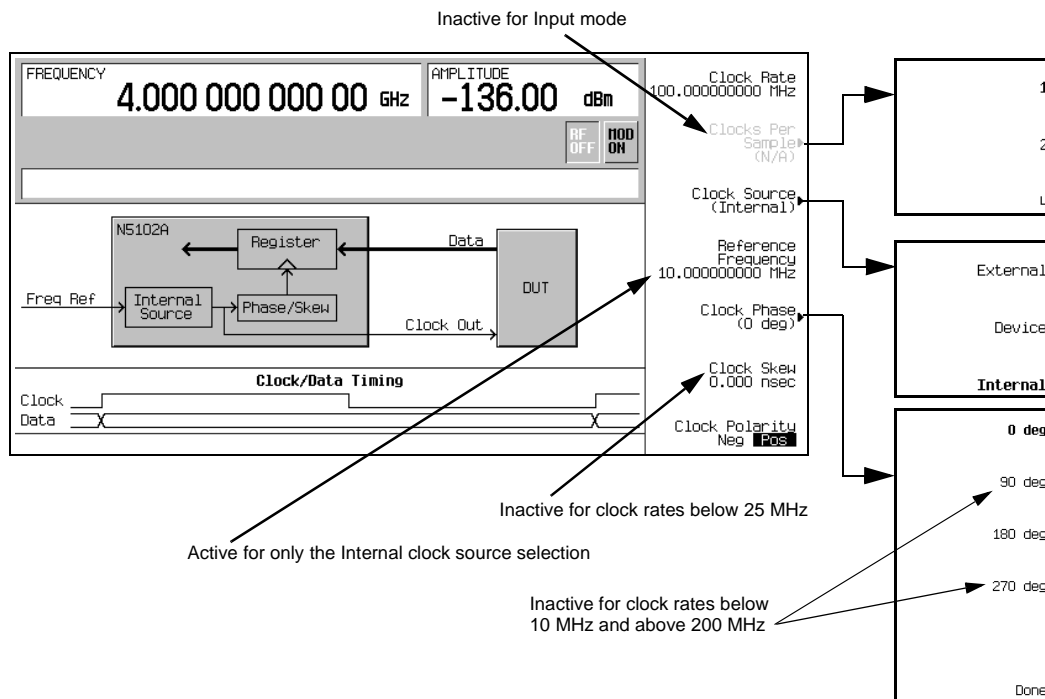 Inactive for Input mode
FREQUENCY
4.000 000 000 00 GHz
AMPLITUDE
-136.00 dBm
RF
OFF
MOD
ON
Clock Rate
100.000000000 MHz
Clocks Per
Sample
(N/A)
Clock Source
(Internal)
Reference
Frequency
10.000000000 MHz
Clock Phase
(0 deg)
Clock Skew
0.000 nsec
Clock Polarity
Neg Pos
N5102A
Register
Data
DUT
Freq Ref
Internal
Source
Phase/Skew
Clock Out
Clock/Data Timing
Clock
Data
1
2
External
Device
Internal
0 deg
90 deg
180 deg
270 deg
Done
Inactive for clock rates below 25 MHz
Active for only the Internal clock source selection
Inactive for clock rates below
10 MHz and above 200 MHz